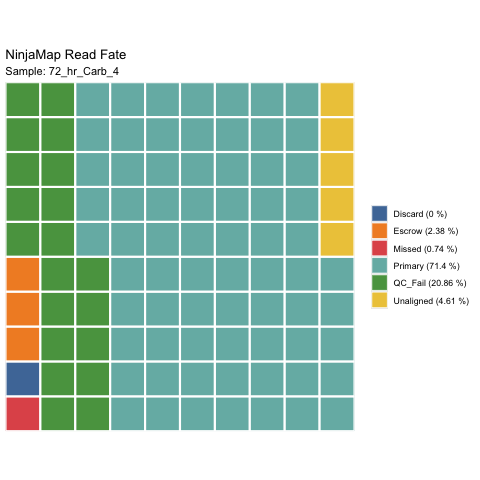 NinjaMap Read Fate
Sample: 72_hr_Carb_4
Discard (0 %)
Escrow (2.38 %)
Missed (0.74 %)
Primary (71.4 %)
QC_Fail (20.86 %)
Unaligned (4.61 %)